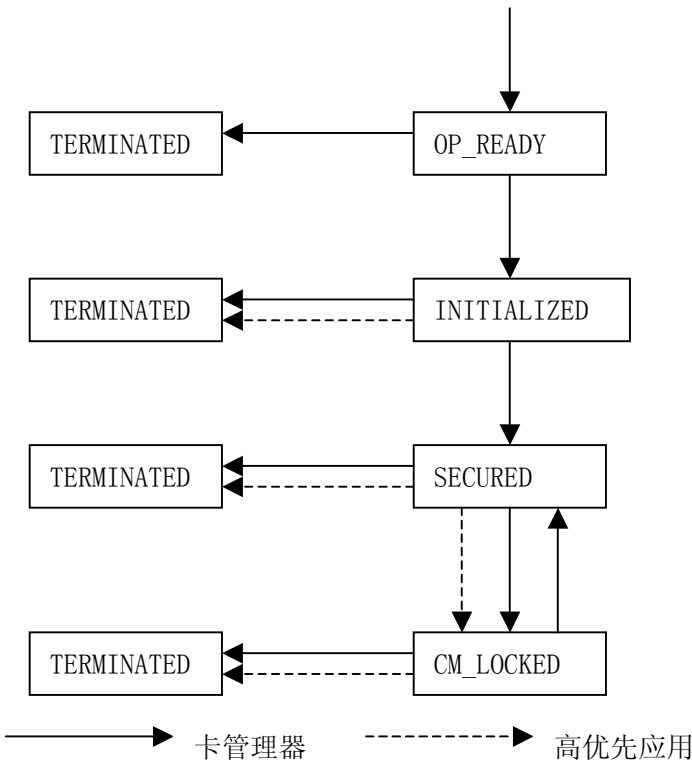 TERMINATED
OP_READY
TERMINATED
INITIALIZED
TERMINATED
SECURED
TERMINATED
CM_LOCKED
卡管理器
高优先应用